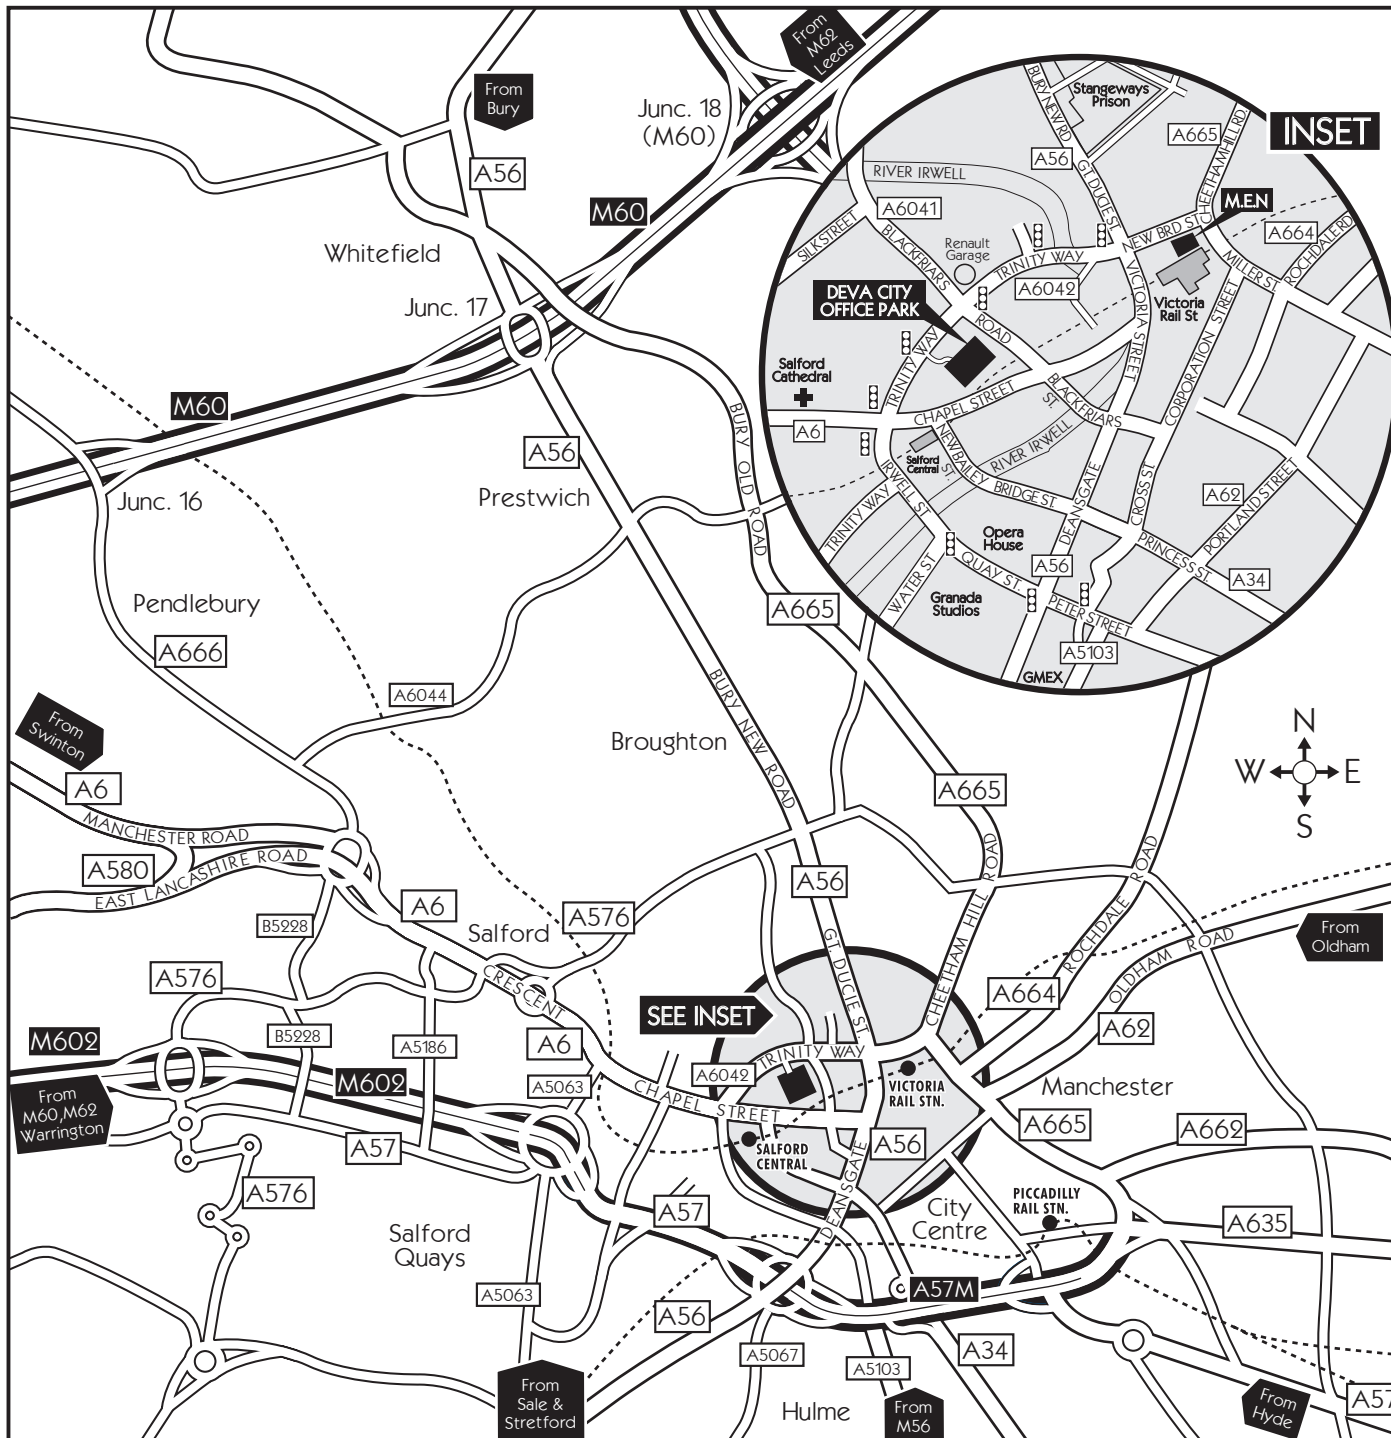 From
M62
Leeds
From
Bury
Junc. 18
(M60)
A56
M60
Whitefield
Junc. 17
M60
A56
Prestwich
Junc. 16
BURY OLD ROAD
Pendlebury
A666
A665
A6044
From
Swinton
A6
MANCHESTER ROAD
A580
EAST LANCASHIRE ROAD
BURY NEW ROAD
Broughton
A665
N
W
E
S
A56
A6
B5228
Salford
A576
CRESCENT
A576
GT. DUCIE ST.
CHEETHAM HILL ROAD
ROCHDALE ROAD
OLDHAM ROAD
From
Oldham
A664
A62
SEE INSET
M602
B5228
A5186
A6
A5063
M602
From
M60,M62
Warrington
A6042
TRINITY WAY
CHAPEL STREET
VICTORIA
RAIL STN.
Manchester
A665
A662
A57
A56
SALFORD
CENTRAL
DEANSGATE
A576
A57
Salford
Quays
City
Centre
PICCADILLY
RAIL STN.
A635
A5063
A57M
A56
A5067
A5103
A34
From
Sale &
Stretford
Hulme
From
M56
From
Hyde
A57
INSET
BURY NEW RD
Stangeways
Prison
A665
CHEETHAM HILL RD
A56
GT DUCIE ST.
RIVER IRWELL
M.E.N
A6041
SILK STREET
BLACKFRIARS
ROAD
Renault
Garage
TRINITY WAY
A6042
NEW BRD ST
A664
ROCHDALE RD
MILLER ST
DEVA CITY
OFFICE PARK
VICTORIA STREET
Victoria
Rail St
CORPORATION STREET
TRINITY WAY
Salford
Cathedral
A6
CHAPEL STREET
BLACKFRIARS
ST.
RIVER IRWELL
Salford
Central
NEW BAILEY ST.
BRIDGE ST.
IRWELL ST
TRINITY WAY
WATER ST
Opera
House
QUAY ST.
Granada
Studios
DEANSGATE
A56
CROSS ST.
A62
PORTLAND STREET
PRINCESS ST.
A34
PETER STREET
A5103
GMEX